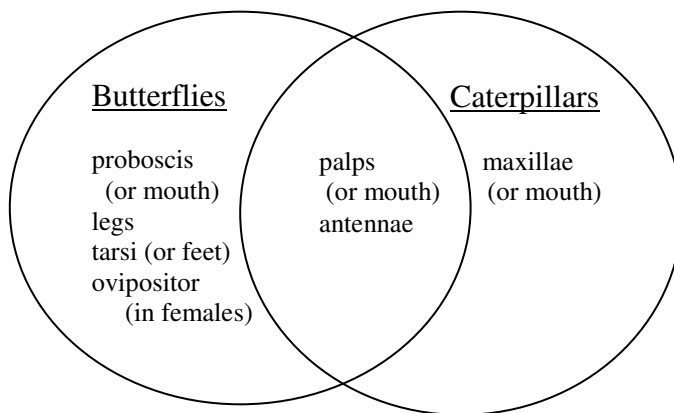 Butterflies
proboscis
(or mouth)
legs
tarsi (or feet)
ovipositor
(in females)
palps
(or mouth)
antennae
Caterpillars
maxillae
(or mouth)